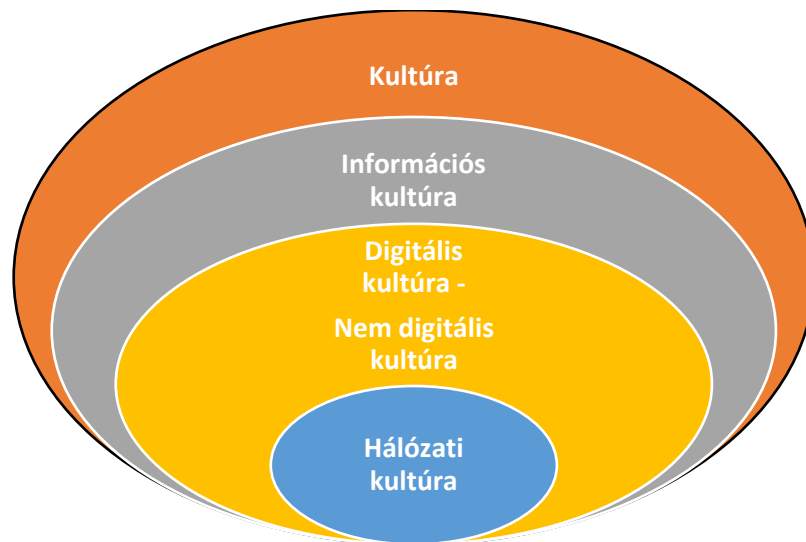 Kultúra
Információs
kultúra
Digitális
kultúra -
Nem digitális
kultúra
Hálózati
kultúra